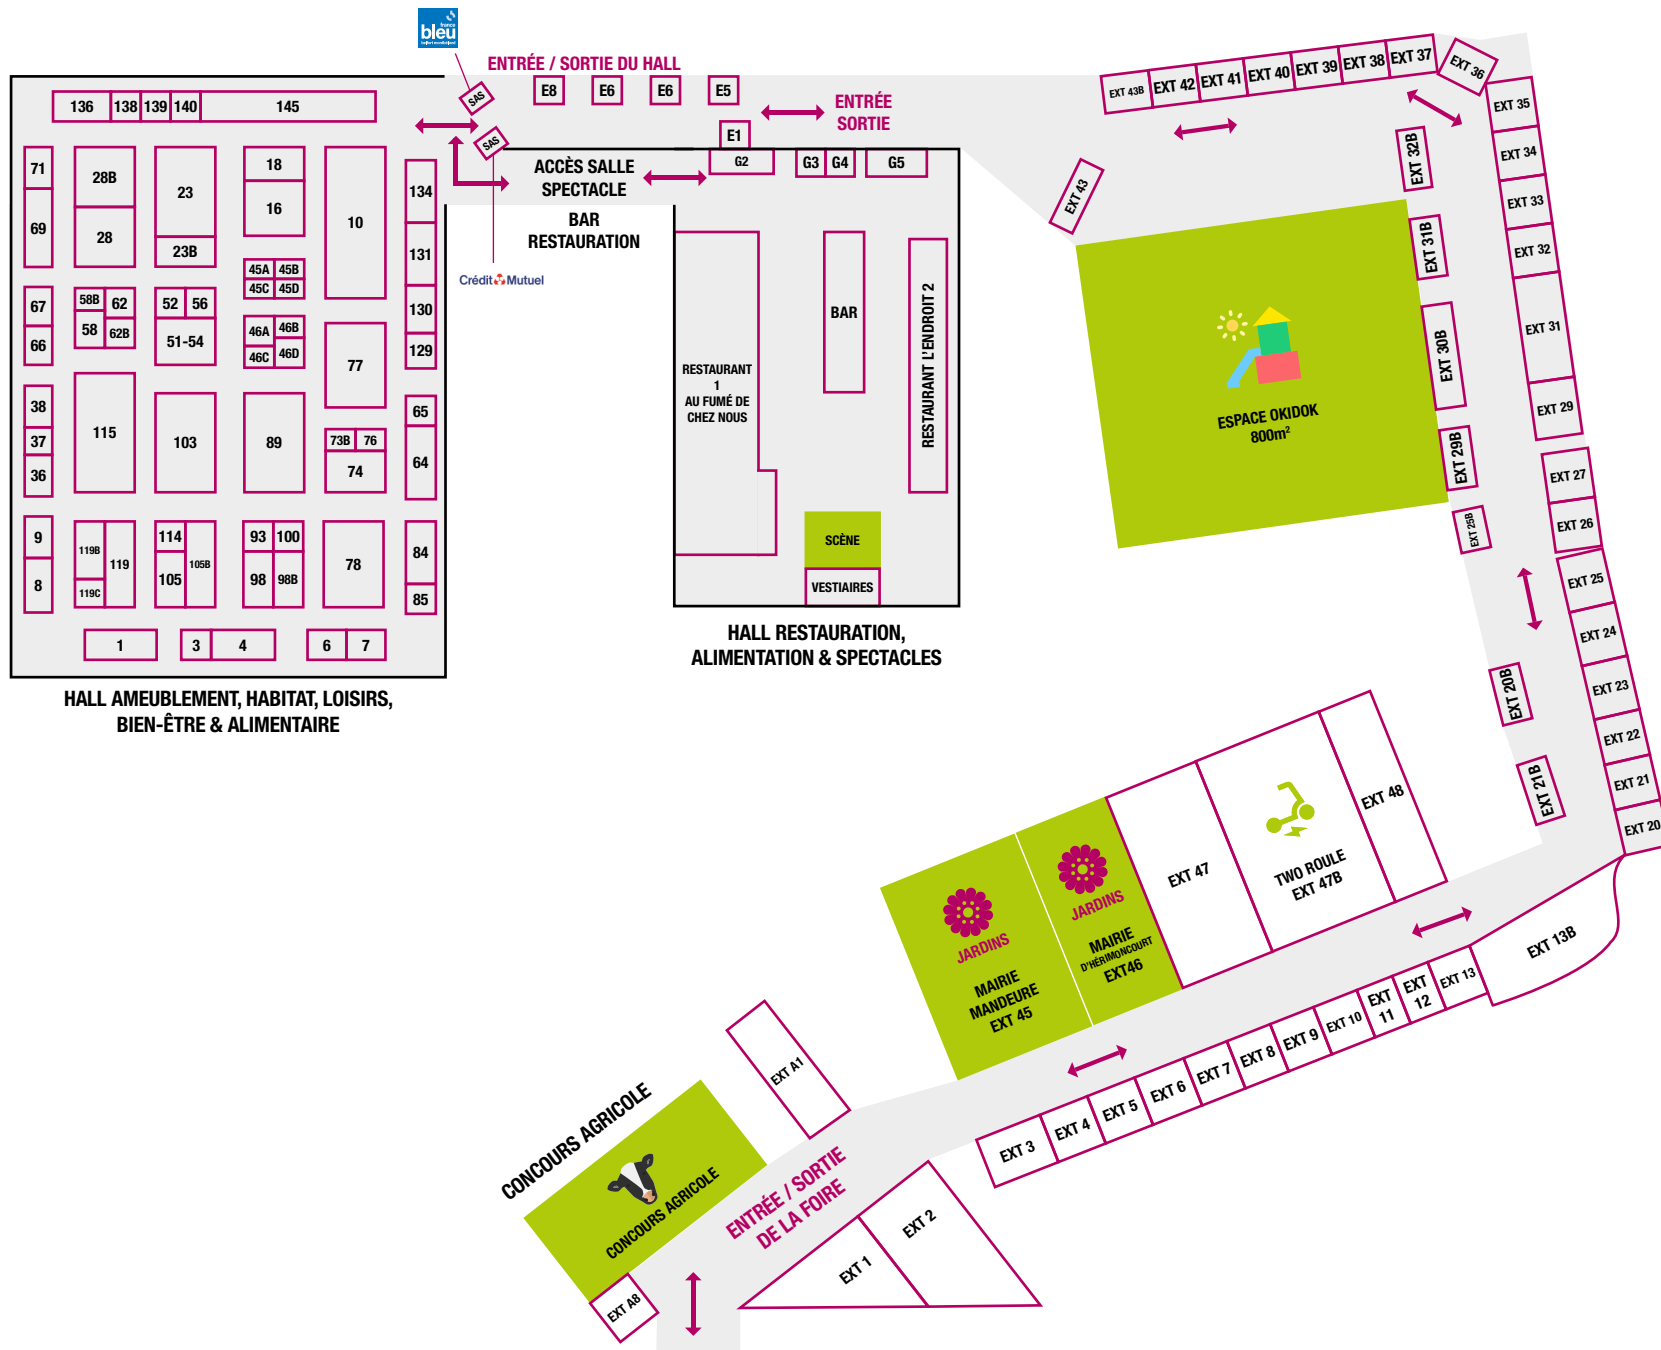 france
bleu
belfort montbéliard
ENTRÉE / SORTIE DU HALL
SAS
SAS
E8
E6
E6
E5
E1
ENTRÉE
SORTIE
ACCÈS SALLE
SPECTACLE
BAR
RESTAURATION
Crédit Mutuel
136
138
139
140
145
71
69
28B
28
23
23B
18
16
10
134
131
130
129
45A
45B
45C
45D
67
66
58B
62
58
62B
52
56
51-54
46A
46B
46C
46D
77
38
37
36
115
103
89
73B
76
74
65
64
9
8
119B
119
119C
114
105
105B
93
100
98
98B
78
84
85
1
3
4
6
7
HALL AMEUBLEMENT, HABITAT, LOISIRS,
BIEN-ÊTRE & ALIMENTAIRE
G2
G3
G4
G5
RESTAURANT
1
AU FUMÉ DE
CHEZ NOUS
BAR
RESTAURANT L'ENDROIT 2
SCÈNE
VESTIAIRES
HALL RESTAURATION,
ALIMENTATION & SPECTACLES
EXT 43B
EXT 42
EXT 41
EXT 40
EXT 39
EXT 38
EXT 37
EXT 36
EXT 35
EXT 34
EXT 33
EXT 32
EXT 31
EXT 29
EXT 27
EXT 26
EXT 25
EXT 24
EXT 23
EXT 22
EXT 21
EXT 20
EXT 43
EXT 32B
EXT 31B
EXT 30B
EXT 29B
EXT 25B
EXT 20B
EXT 21B
ESPACE OKIDOK
800m²
JARDINS
MAIRIE
MANDEURE
EXT 45
JARDINS
MAIRIE
D'HÉRIMONCOURT
EXT46
EXT 47
TWO ROULE
EXT 47B
EXT 48
EXT 13B
EXT 13
EXT
12
EXT
11
EXT 10
EXT 9
EXT 8
EXT 7
EXT 6
EXT 5
EXT 4
EXT 3
EXT A1
CONCOURS AGRICOLE
CONCOURS AGRICOLE
ENTRÉE / SORTIE
DE LA FOIRE
EXT 2
EXT 1
EXT A8